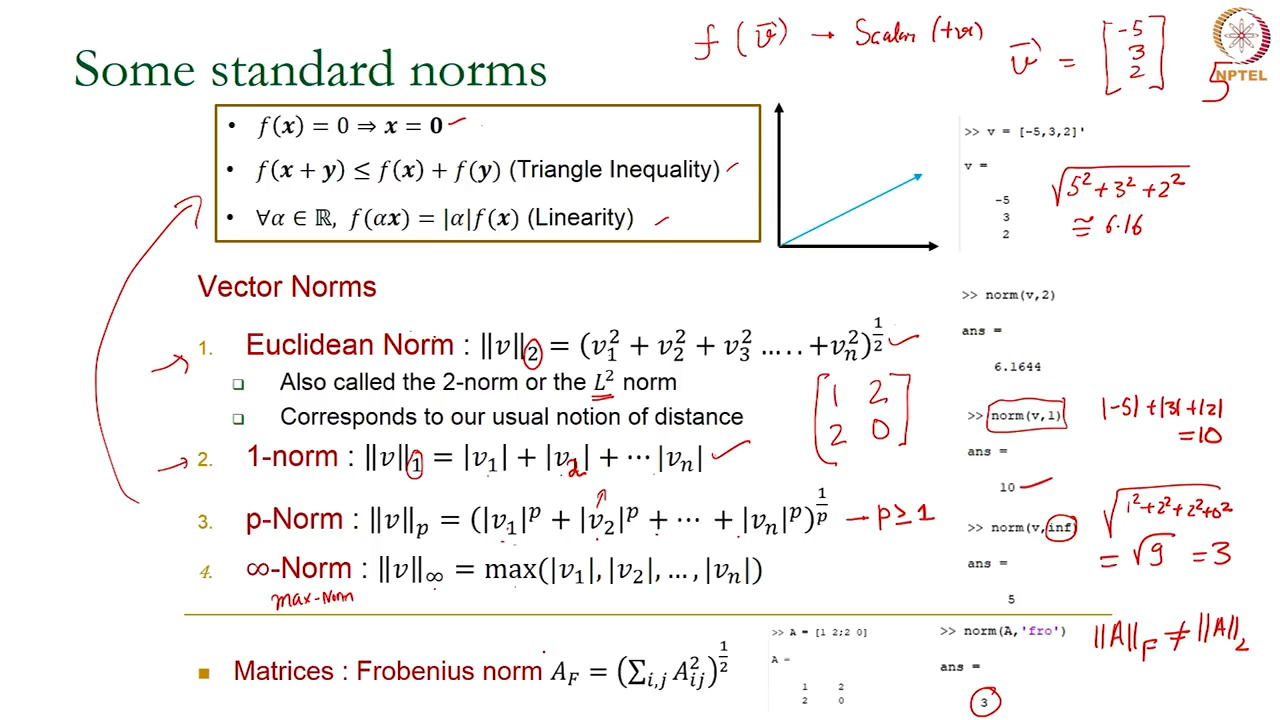 f (v⃗) → Scalar (+ve)
v⃗ = [-5 3 2]
5
NPTEL
Some standard norms
• f(x) = 0 ⇒ x = 0
• f(x + y) ≤ f(x) + f(y) (Triangle Inequality)
• ∀α ∈ ℝ, f(αx) = |α|f(x) (Linearity)
>> v = [-5,3,2]'
v =
-5
3
2
√5² + 3² + 2²
≅ 6.16
Vector Norms
1. Euclidean Norm : ‖v‖₂ = (v₁² + v₂² + v₃² ..... +vₙ²)^(1/2)
❑ Also called the 2-norm or the L² norm
❑ Corresponds to our usual notion of distance
[1 2
2 0]
2. 1-norm : ‖v‖₁ = |v₁| + |v₂| + ⋯ |vₙ|
3. p-Norm : ‖v‖ₚ = (|v₁|^p + |v₂|^p + ⋯ + |vₙ|^p)^(1/p) → p ≥ 1
4. ∞-Norm : ‖v‖∞ = max(|v₁|, |v₂|, …, |vₙ|)
max-Norm
>> norm(v,2)
ans =
6.1644
>> norm(v,1)
ans =
10
|-5| + |3| + |2|
= 10
>> norm(v,inf)
ans =
5
√1² + 2² + 2² + 0²
= √9 = 3
■ Matrices : Frobenius norm A_F = (∑_{i,j} A_{ij}²)^(1/2)
>> A = [1 2;2 0]
A =
1 2
2 0
>> norm(A,'fro')
ans =
3
‖A‖_F ≠ ‖A‖₂